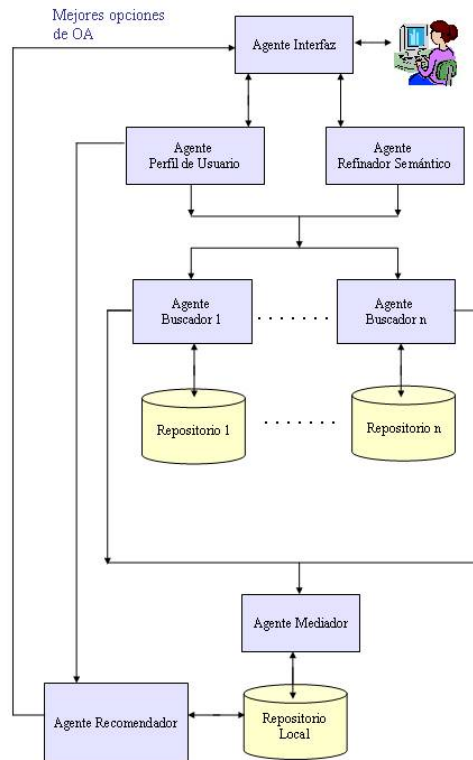 Mejores opciones
de OA
Agente Interfaz
Agente
Perfil de Usuario
Agente
Refinador Semántico
Agente
Buscador 1
Agente
Buscador n
Repositorio 1
Repositorio n
Agente Mediador
Agente Recomendador
Repositorio
Local